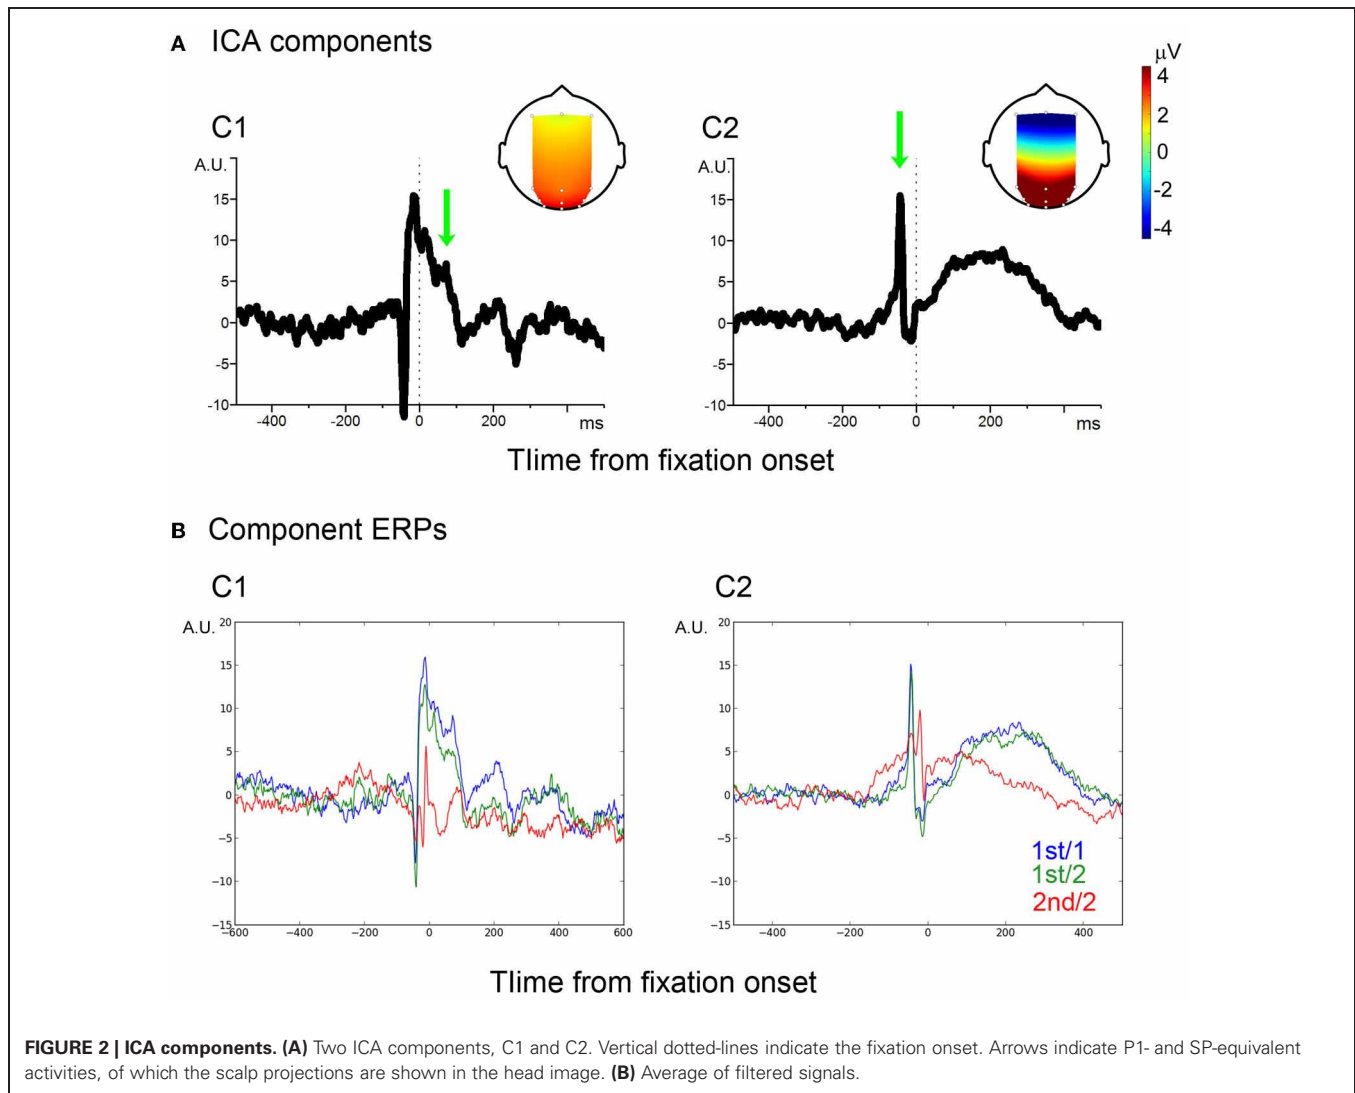 A ICA components
μV
4
2
0
-2
-4
C1
A.U.
15
10
5
0
-5
-10
-400 -200 0 200 ms
C2
A.U.
15
10
5
0
-5
-10
-400 -200 0 200 ms
TIime from fixation onset
B Component ERPs
C1
A.U. 20
15
10
5
0
−5
−10
−15
−600 −400 −200 0 200 400 600
C2
A.U. 20
15
10
5
0
−5
−10
−15
−400 −200 0 200 400
1st/1
1st/2
2nd/2
TIime from fixation onset
FIGURE 2 | ICA components. (A) Two ICA components, C1 and C2. Vertical dotted-lines indicate the fixation onset. Arrows indicate P1- and SP-equivalent
activities, of which the scalp projections are shown in the head image. (B) Average of filtered signals.